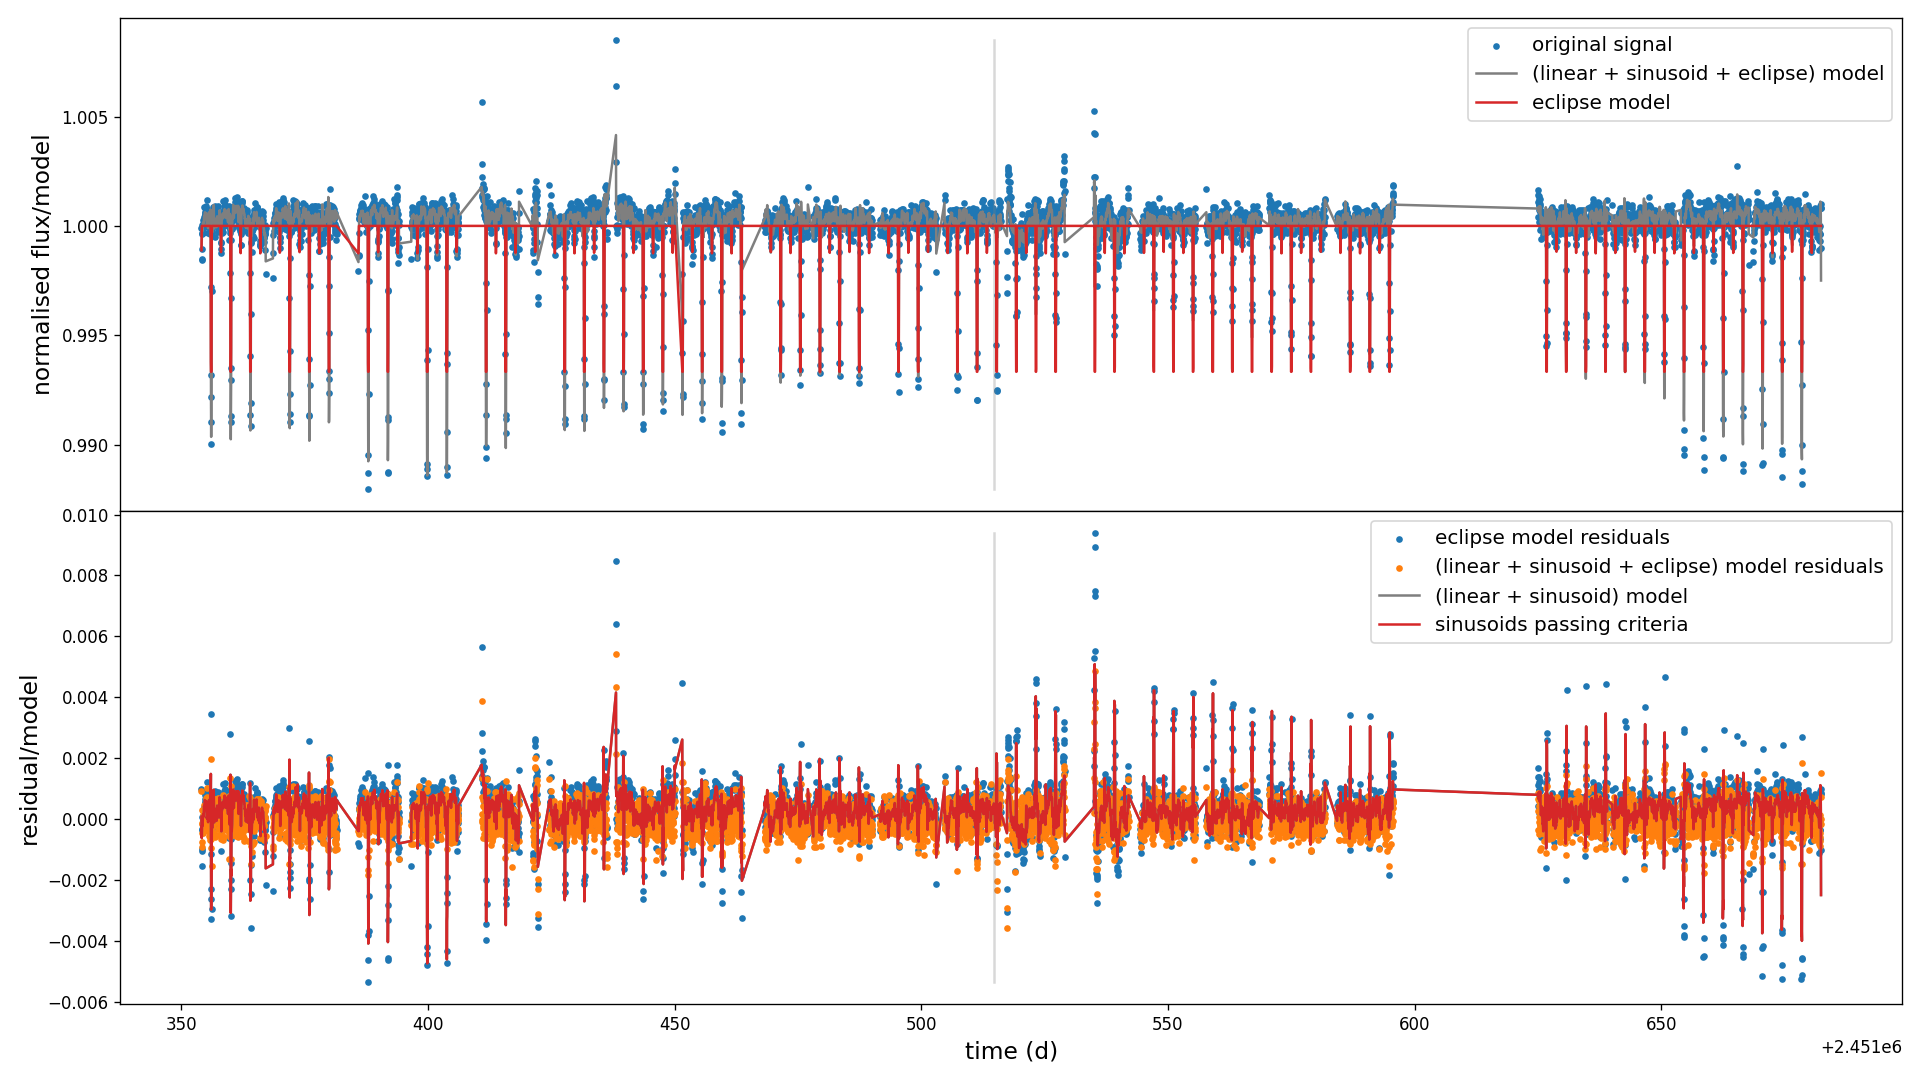 original signal
(linear + sinusoid + eclipse) model
eclipse model
normalised flux/model
1.005
1.000
0.995
0.990
eclipse model residuals
(linear + sinusoid + eclipse) model residuals
(linear + sinusoid) model
sinusoids passing criteria
residual/model
0.010
0.008
0.006
0.004
0.002
0.000
−0.002
−0.004
−0.006
350 400 450 500 550 600 650
+2.451e6
time (d)